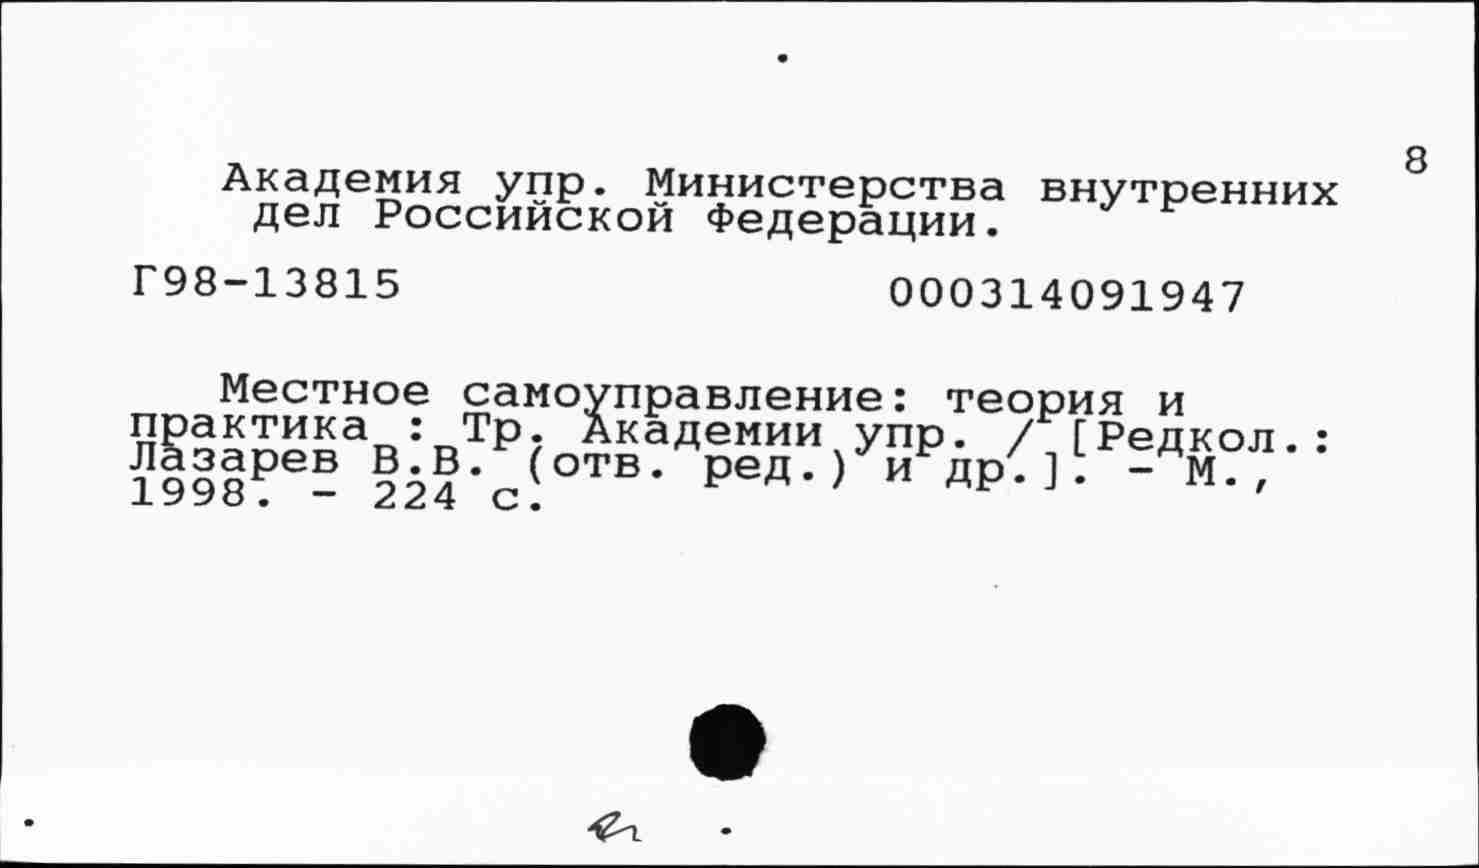 8
Академия упр. Министерства внутренних
дел Российской Федерации.
Г98-13815 000314091947
Местное самоуправление: теория и
практика : Тр. Академии упр. / [Редкол.:
Лазарев В.В. (отв. ред.) и др.]. - М.,
1998. - 224 с.